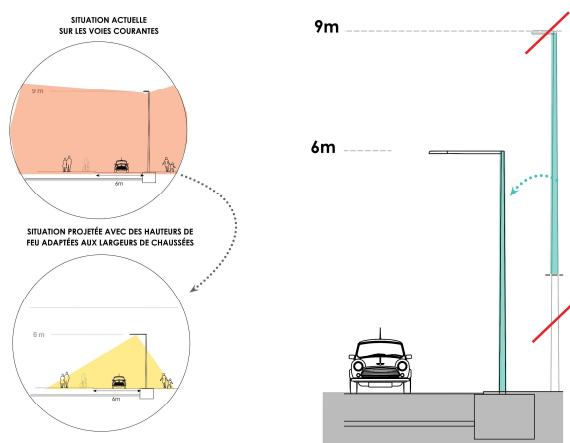 SITUATION ACTUELLE
SUR LES VOIES COURANTES
9 m
6m
SITUATION PROJETÉE AVEC DES HAUTEURS DE
FEU ADAPTÉES AUX LARGEURS DE CHAUSSÉES
6 m
6m
9m
6m